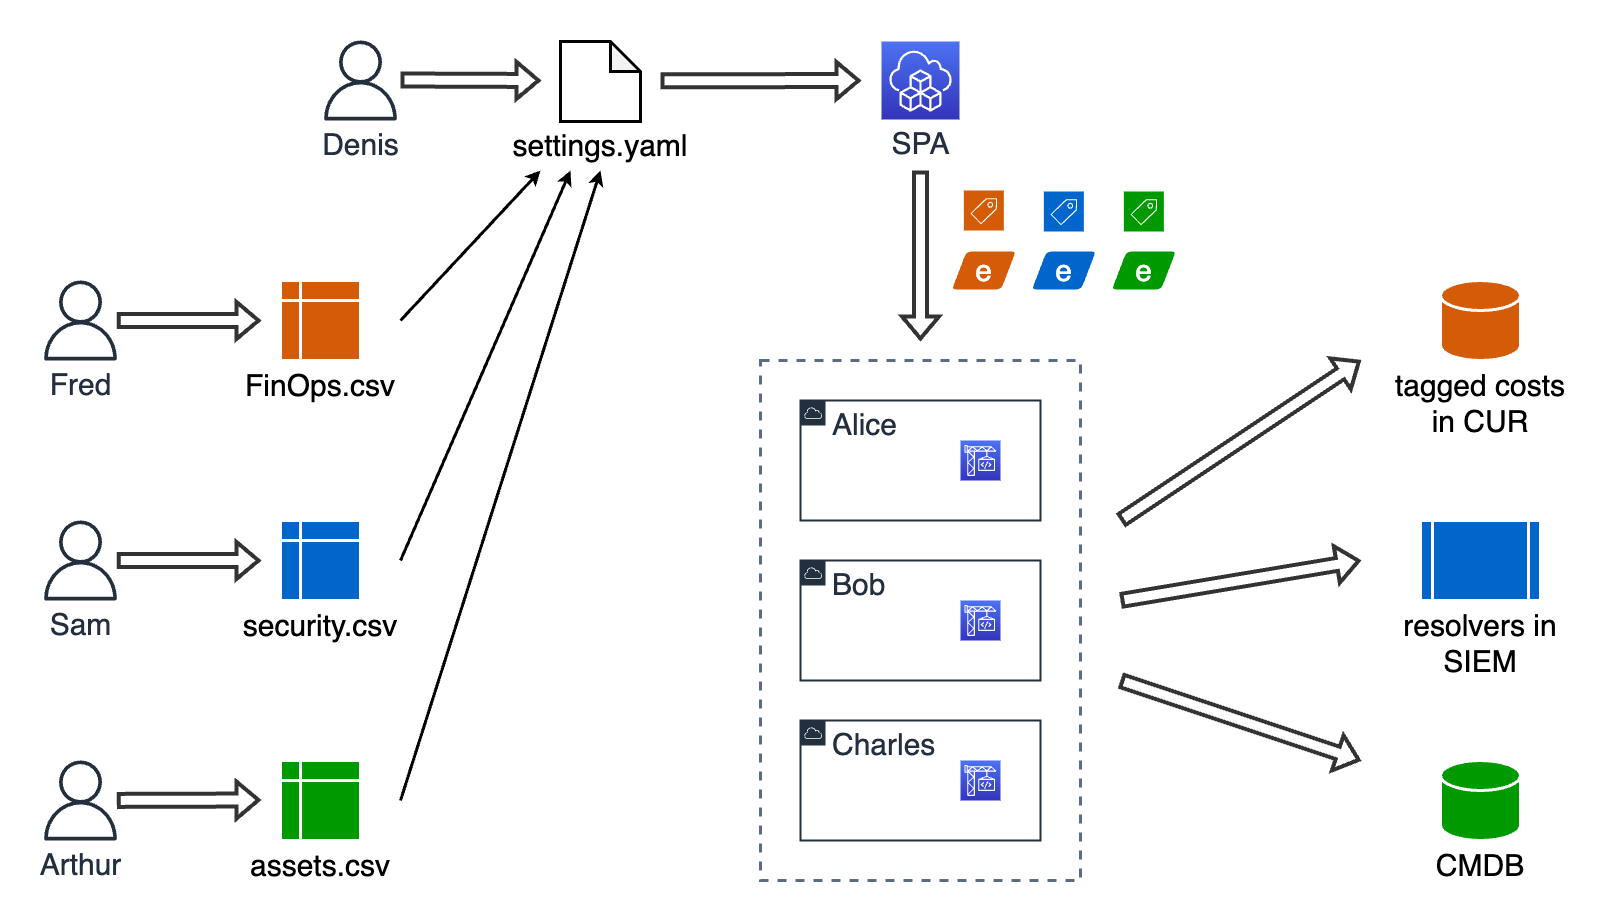 Denis
settings.yaml
SPA
e
e
e
Fred
FinOps.csv
Alice
tagged costs
in CUR
Sam
security.csv
Bob
resolvers in
SIEM
Arthur
assets.csv
Charles
CMDB